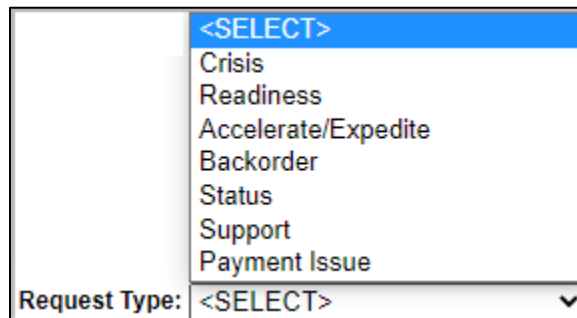 <SELECT>
Crisis
Readiness
Accelerate/Expedite
Backorder
Status
Support
Payment Issue
Request Type: <SELECT>